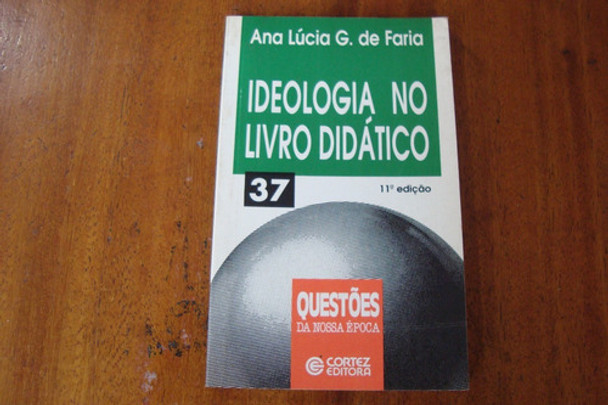 Ana Lúcia G. de Faria
IDEOLOGIA NO
LIVRO DIDÁTICO
37
11ª edição
QUESTÕES
DA NOSSA ÉPOCA
CORTEZ
EDITORA